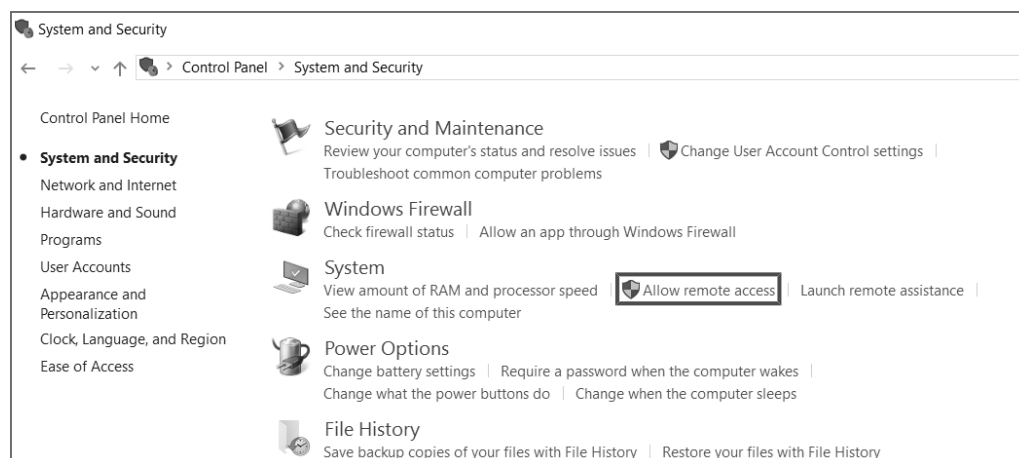 System and Security
Control Panel > System and Security
Control Panel Home
System and Security
Network and Internet
Hardware and Sound
Programs
User Accounts
Appearance and
Personalization
Clock, Language, and Region
Ease of Access
Security and Maintenance
Review your computer's status and resolve issues | Change User Account Control settings |
Troubleshoot common computer problems
Windows Firewall
Check firewall status | Allow an app through Windows Firewall
System
View amount of RAM and processor speed | Allow remote access | Launch remote assistance |
See the name of this computer
Power Options
Change battery settings | Require a password when the computer wakes |
Change what the power buttons do | Change when the computer sleeps
File History
Save backup copies of your files with File History | Restore your files with File History